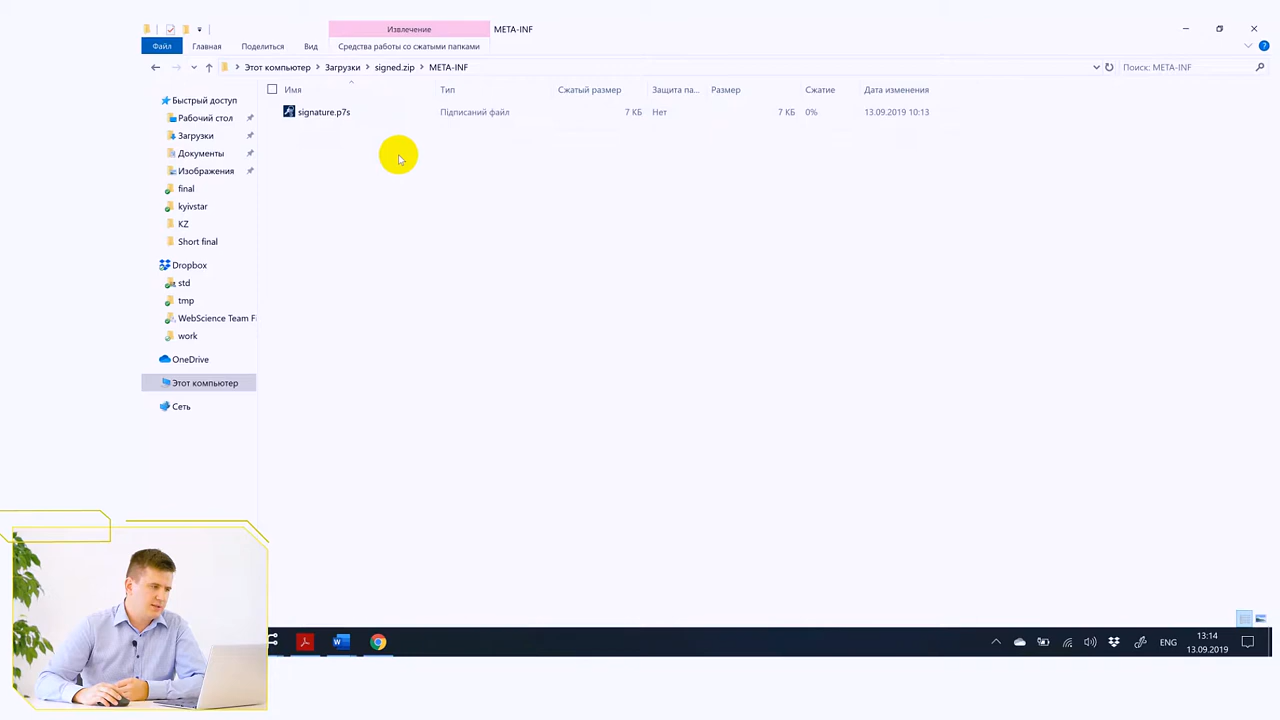 Извлечение
META-INF
Файл
Главная
Поделиться
Вид
Средства работы со сжатыми папками
Этот компьютер
Загрузки
signed.zip
META-INF
Поиск: META-INF
Имя
Тип
Сжатый размер
Защита па...
Размер
Сжатие
Дата изменения
signature.p7s
Підписаний файл
7 КБ
Нет
7 КБ
0%
13.09.2019 10:13
Быстрый доступ
Рабочий стол
Загрузки
Документы
Изображения
final
kyivstar
KZ
Short final
Dropbox
std
tmp
WebScience Team Fi
work
OneDrive
Этот компьютер
Сеть
ENG
13:14
13.09.2019